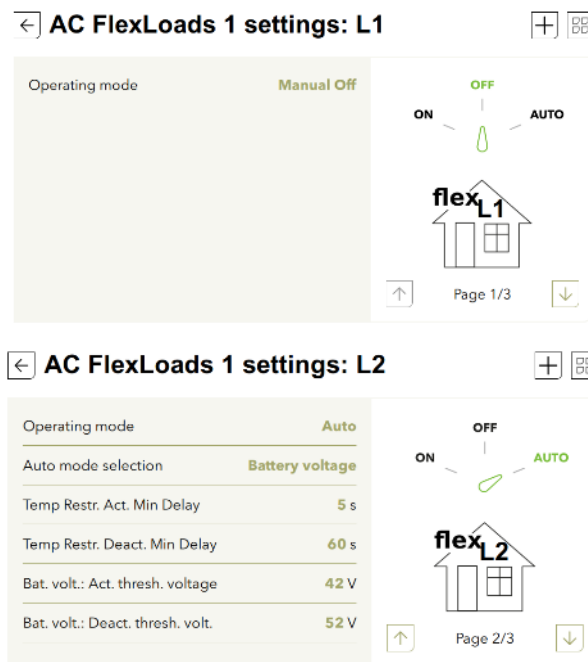 AC FlexLoads 1 settings: L1
Operating mode Manual Off
OFF
ON AUTO
flex L1
Page 1/3
AC FlexLoads 1 settings: L2
Operating mode Auto
Auto mode selection Battery voltage
Temp Restr. Act. Min Delay 5 s
Temp Restr. Deact. Min Delay 60 s
Bat. volt.: Act. thresh. voltage 42 V
Bat. volt.: Deact. thresh. volt. 52 V
OFF
ON AUTO
flex L2
Page 2/3